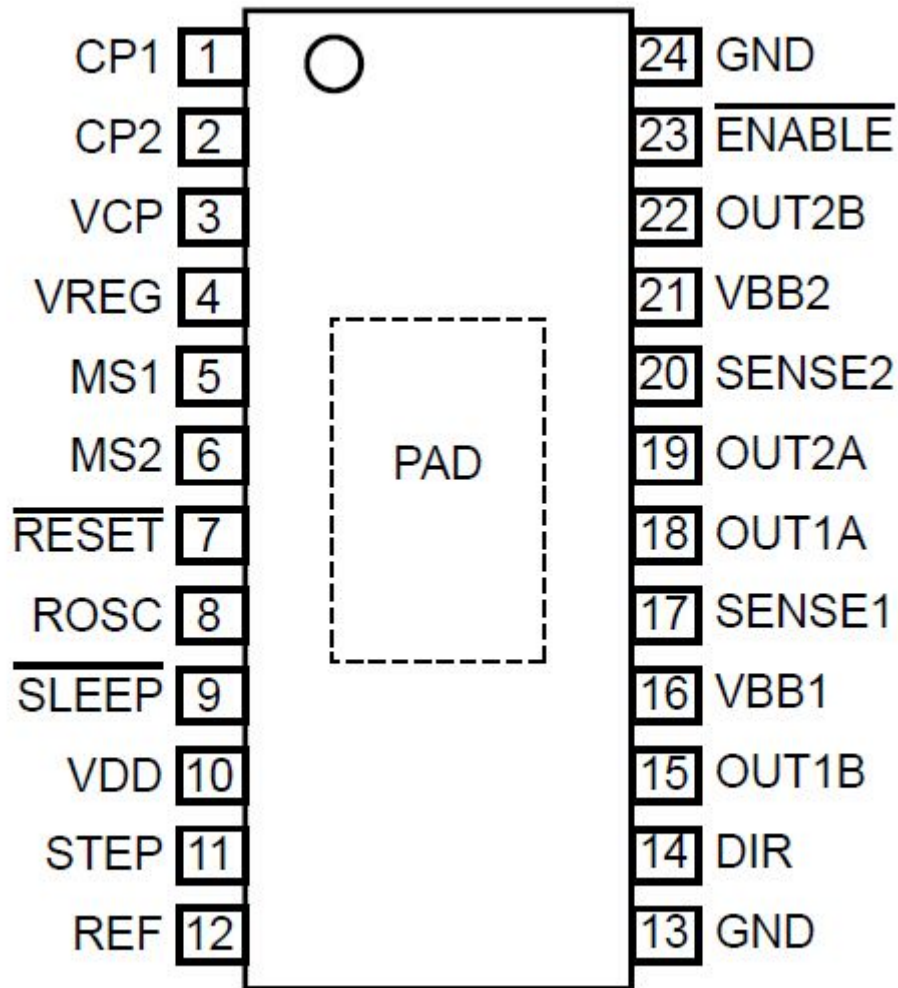 CP1 1
CP2 2
VCP 3
VREG 4
MS1 5
MS2 6
RESET 7
ROSC 8
SLEEP 9
VDD 10
STEP 11
REF 12
PAD
24 GND
23 ENABLE
22 OUT2B
21 VBB2
20 SENSE2
19 OUT2A
18 OUT1A
17 SENSE1
16 VBB1
15 OUT1B
14 DIR
13 GND